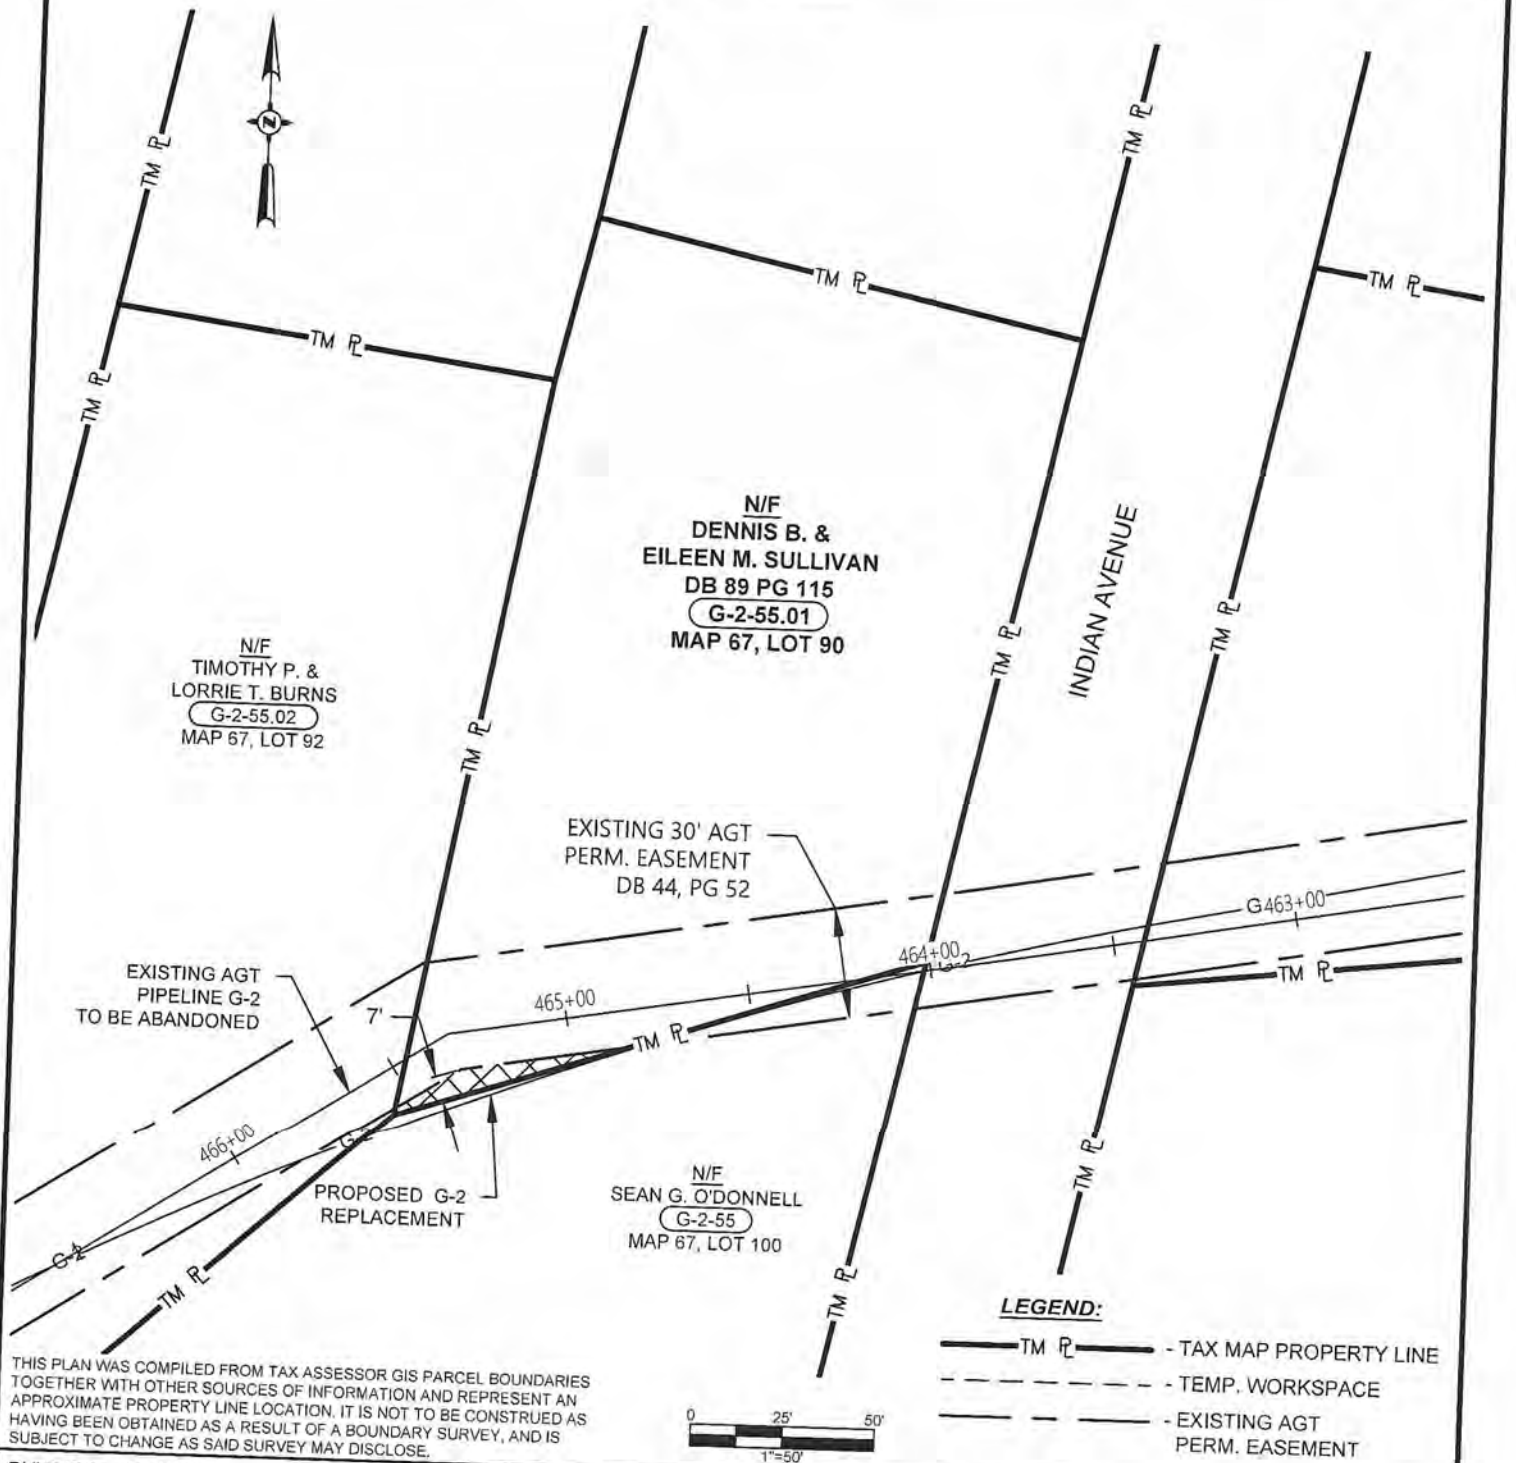 Z
TM PL
TM PL
TM PL
TM PL
TM PL
TM PL
TM PL
N/F
DENNIS B. &
EILEEN M. SULLIVAN
DB 89 PG 115
G-2-55.01
MAP 67, LOT 90
INDIAN AVENUE
TM PL
TM PL
N/F
TIMOTHY P. &
LORRIE T. BURNS
G-2-55.02
MAP 67, LOT 92
TM PL
EXISTING 30' AGT
PERM. EASEMENT
DB 44, PG 52
G
463+00
464+00
G-2
TM PL
EXISTING AGT
PIPELINE G-2
TO BE ABANDONED
465+00
7'
TM PL
466+00
G-2
PROPOSED G-2
REPLACEMENT
N/F
SEAN G. O'DONNELL
G-2-55
MAP 67, LOT 100
TM PL
TM PL
TM PL
LEGEND:
TM PL - TAX MAP PROPERTY LINE
- TEMP. WORKSPACE
- EXISTING AGT
PERM. EASEMENT
THIS PLAN WAS COMPILED FROM TAX ASSESSOR GIS PARCEL BOUNDARIES
TOGETHER WITH OTHER SOURCES OF INFORMATION AND REPRESENT AN
APPROXIMATE PROPERTY LINE LOCATION. IT IS NOT TO BE CONSTRUED AS
HAVING BEEN OBTAINED AS A RESULT OF A BOUNDARY SURVEY, AND IS
SUBJECT TO CHANGE AS SAID SURVEY MAY DISCLOSE.
0 25' 50'
1"=50'